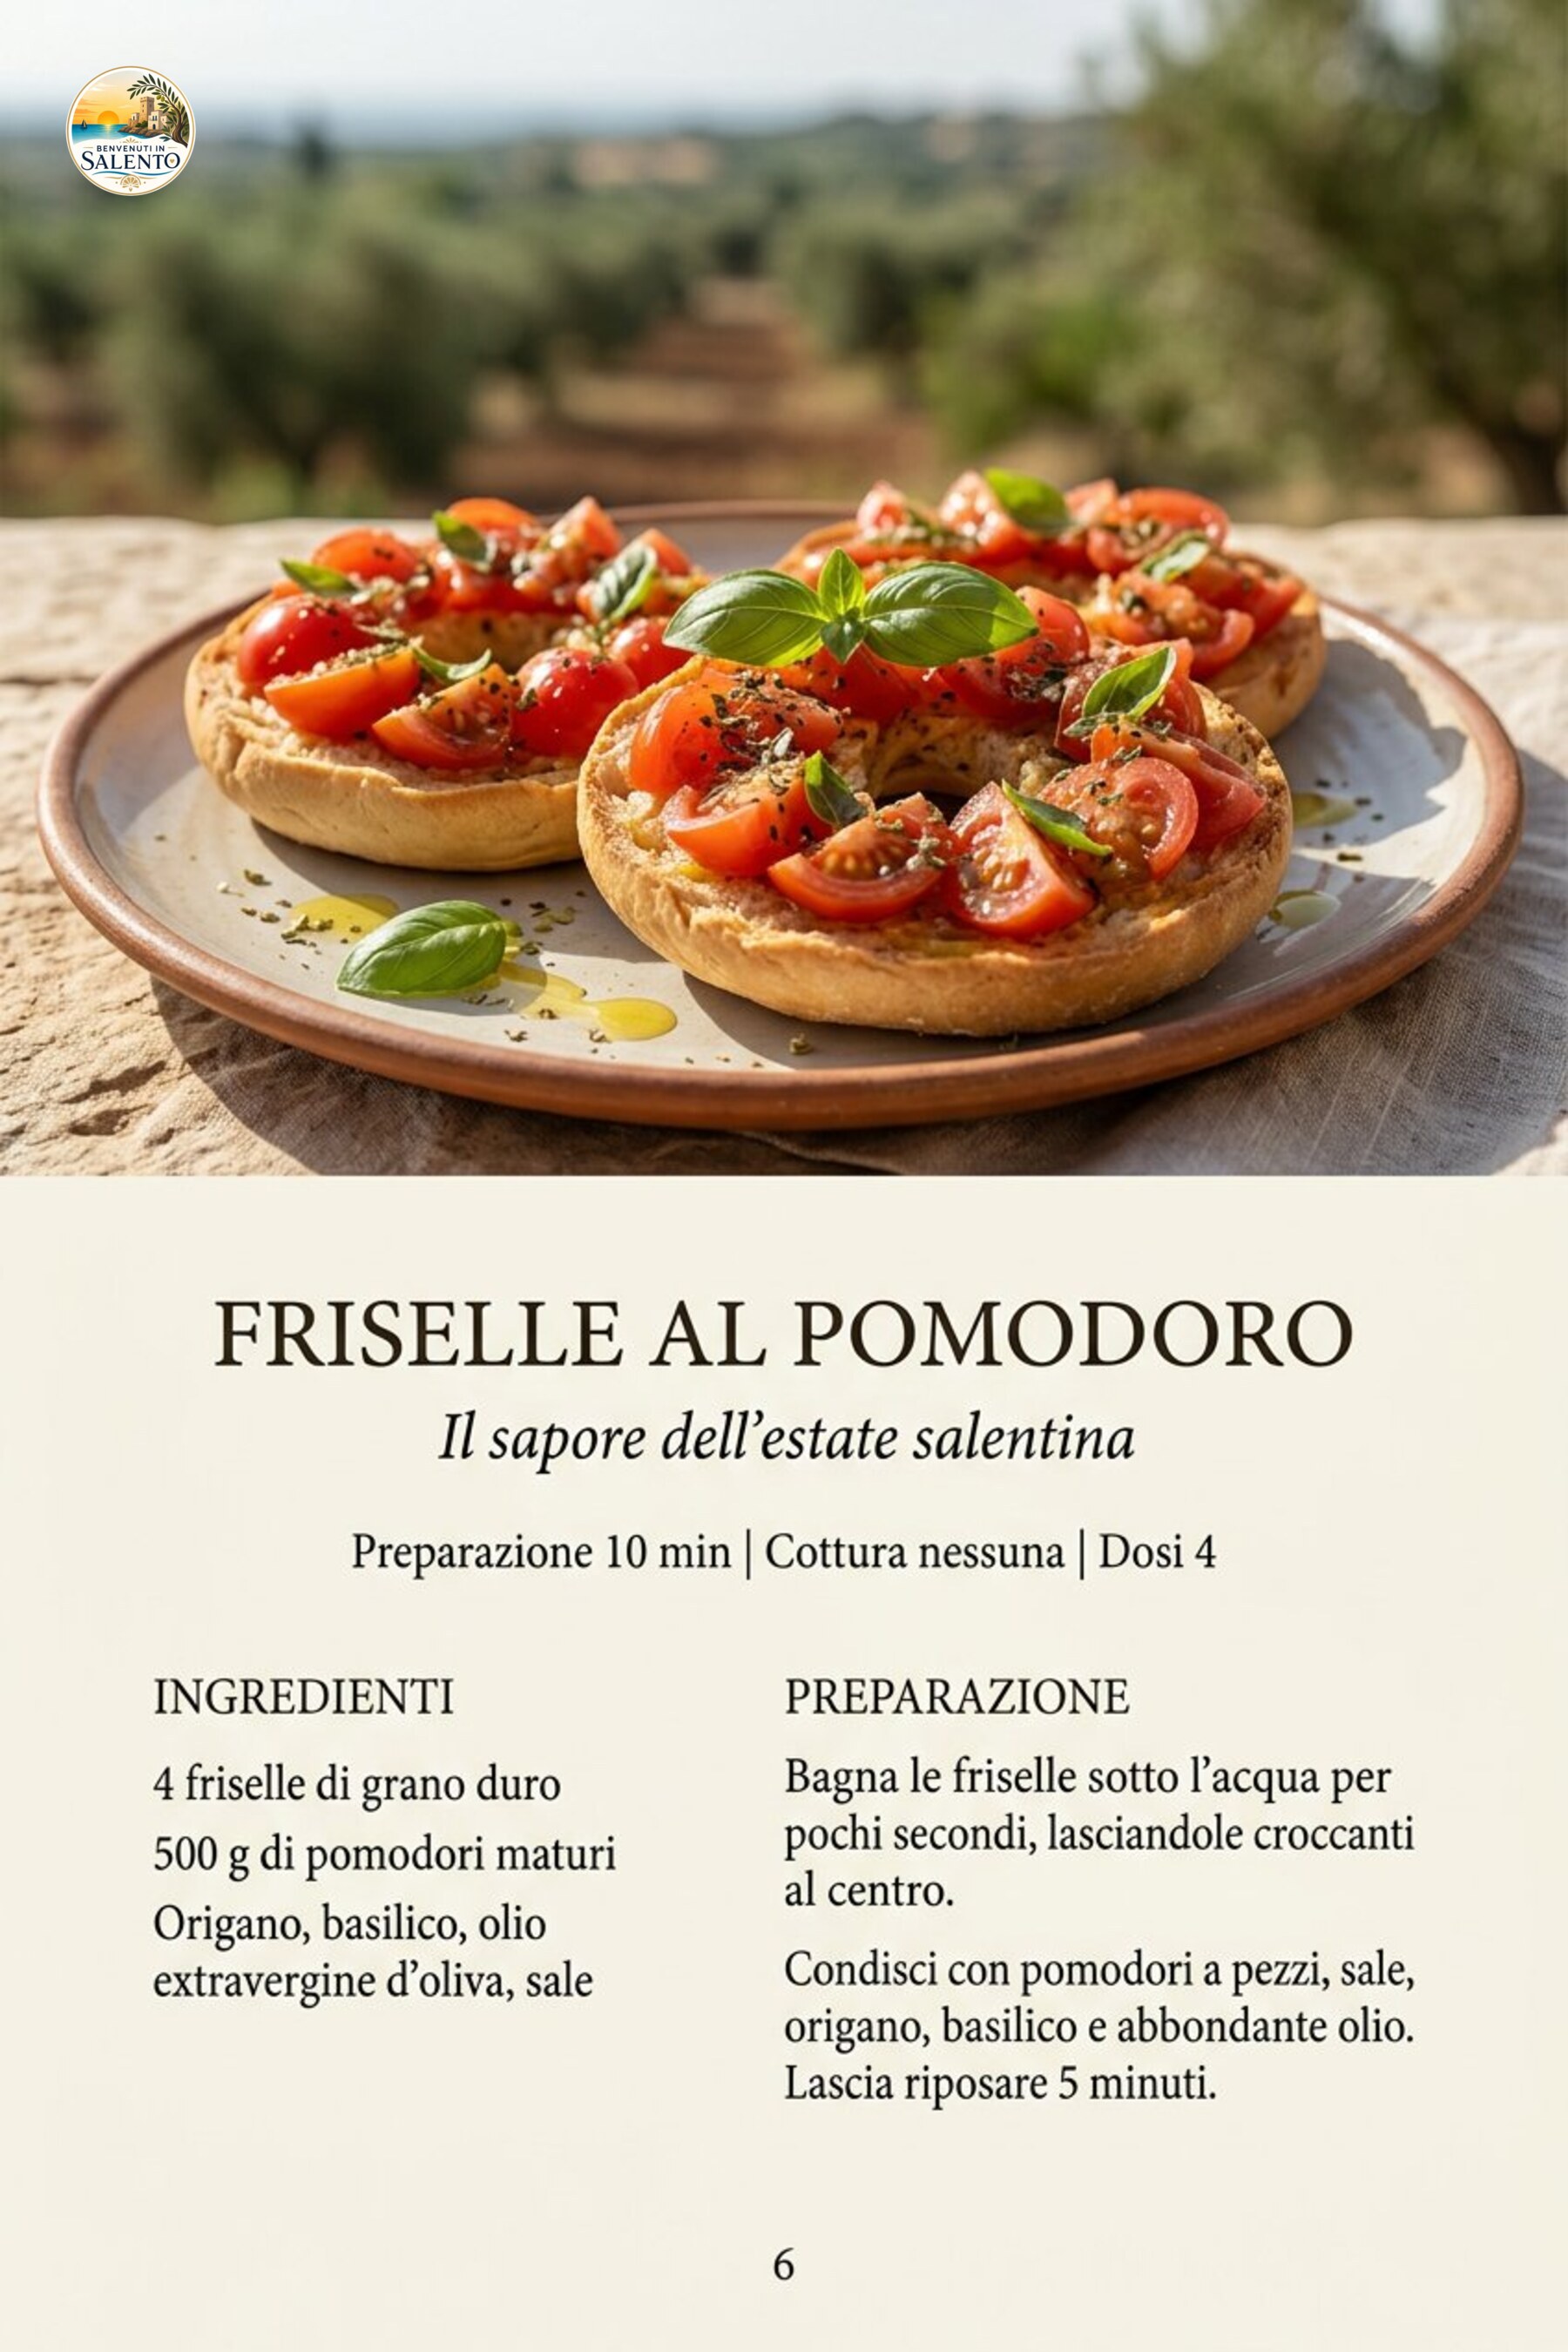 BENVENUTI IN
SALENTO
FRISELLE AL POMODORO
Il sapore dell’estate salentina
Preparazione 10 min | Cottura nessuna | Dosi 4
INGREDIENTI
4 friselle di grano duro
500 g di pomodori maturi
Origano, basilico, olio
extravergine d’oliva, sale
PREPARAZIONE
Bagna le friselle sotto l’acqua per
pochi secondi, lasciandole croccanti
al centro.
Condisci con pomodori a pezzi, sale,
origano, basilico e abbondante olio.
Lascia riposare 5 minuti.
6